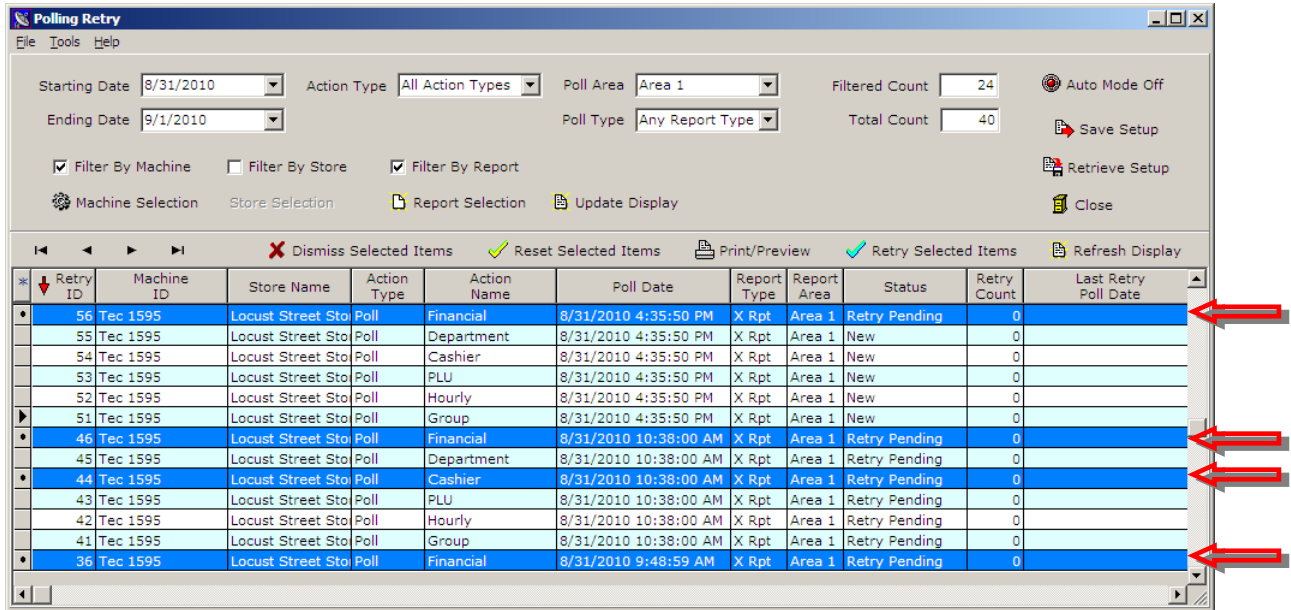 Polling Retry
File Tools Help
Starting Date 8/31/2010 Action Type All Action Types Poll Area Area 1 Filtered Count 24 Auto Mode Off
Ending Date 9/1/2010 Poll Type Any Report Type Total Count 40 Save Setup
Filter By Machine Filter By Store Filter By Report Retrieve Setup
Machine Selection Store Selection Report Selection Update Display Close
Dismiss Selected Items Reset Selected Items Print/Preview Retry Selected Items Refresh Display
* Retry ID Machine ID Store Name Action Type Action Name Poll Date Report Type Report Area Status Retry Count Last Retry Poll Date
56 Tec 1595 Locust Street Sto Poll Financial 8/31/2010 4:35:50 PM X Rpt Area 1 Retry Pending 0
55 Tec 1595 Locust Street Sto Poll Department 8/31/2010 4:35:50 PM X Rpt Area 1 New 0
54 Tec 1595 Locust Street Sto Poll Cashier 8/31/2010 4:35:50 PM X Rpt Area 1 New 0
53 Tec 1595 Locust Street Sto Poll PLU 8/31/2010 4:35:50 PM X Rpt Area 1 New 0
52 Tec 1595 Locust Street Sto Poll Hourly 8/31/2010 4:35:50 PM X Rpt Area 1 New 0
51 Tec 1595 Locust Street Sto Poll Group 8/31/2010 4:35:50 PM X Rpt Area 1 New 0
46 Tec 1595 Locust Street Sto Poll Financial 8/31/2010 10:38:00 AM X Rpt Area 1 Retry Pending 0
45 Tec 1595 Locust Street Sto Poll Department 8/31/2010 10:38:00 AM X Rpt Area 1 Retry Pending 0
44 Tec 1595 Locust Street Sto Poll Cashier 8/31/2010 10:38:00 AM X Rpt Area 1 Retry Pending 0
43 Tec 1595 Locust Street Sto Poll PLU 8/31/2010 10:38:00 AM X Rpt Area 1 Retry Pending 0
42 Tec 1595 Locust Street Sto Poll Hourly 8/31/2010 10:38:00 AM X Rpt Area 1 Retry Pending 0
41 Tec 1595 Locust Street Sto Poll Group 8/31/2010 10:38:00 AM X Rpt Area 1 Retry Pending 0
36 Tec 1595 Locust Street Sto Poll Financial 8/31/2010 9:48:59 AM X Rpt Area 1 Retry Pending 0